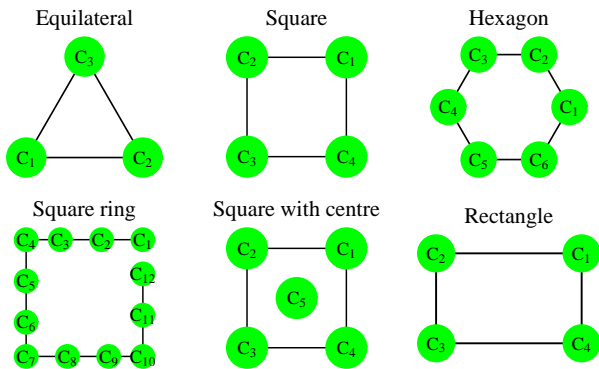 Equilateral
C₃
C₁ C₂
Square
C₂ C₁
C₃ C₄
Hexagon
C₃ C₂
C₄ C₁
C₅ C₆
Square ring
C₄ C₃ C₂ C₁
C₅ C₁₂
C₆ C₁₁
C₇ C₈ C₉ C₁₀
Square with centre
C₂ C₁
C₅
C₃ C₄
Rectangle
C₂ C₁
C₃ C₄